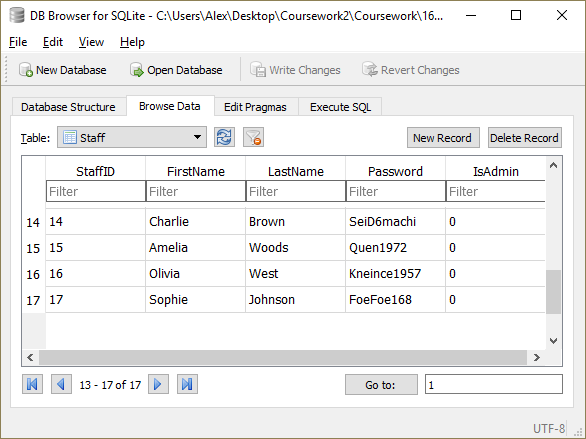 DB Browser for SQLite - C:\Users\Alex\Desktop\Coursework2\Coursework\16...
File Edit View Help
New Database Open Database Write Changes Revert Changes
Database Structure Browse Data Edit Pragmas Execute SQL
Table: Staff New Record Delete Record
StaffID FirstName LastName Password IsAdmin
Filter Filter Filter Filter Filter
14 14 Charlie Brown SeiD6machi 0
15 15 Amelia Woods Quen1972 0
16 16 Olivia West Kneince1957 0
17 17 Sophie Johnson FoeFoe168 0
13 - 17 of 17 Go to: 1
UTF-8